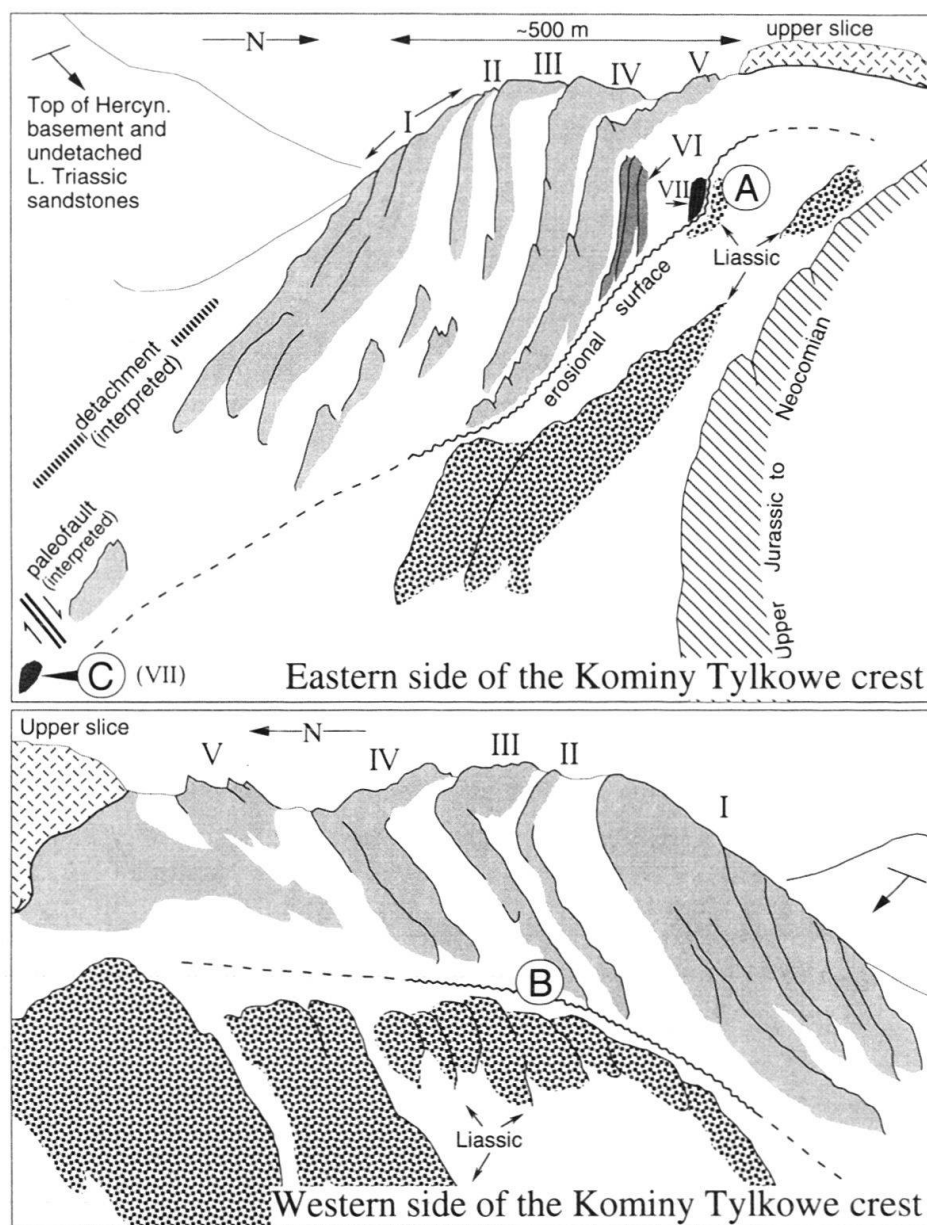 N
~500 m
upper slice
I
II
III
IV
V
Top of Hercyn.
basement and
undetached
L. Triassic
sandstones
VI
VII
A
Liassic
erosional surface
detachment
(interpreted)
Upper Jurassic to Neocomian
paleofault
(interpreted)
C (VII)
Eastern side of the Kominy Tylkowe crest
Upper slice
N
V
IV
III
II
I
B
Liassic
Western side of the Kominy Tylkowe crest